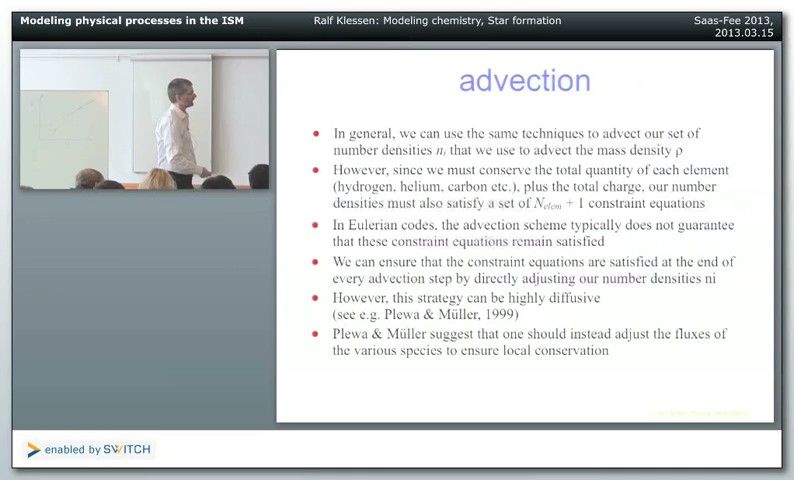 Modeling physical processes in the ISM
Ralf Klessen: Modeling chemistry, Star formation
Saas-Fee 2013,
2013.03.15
advection
• In general, we can use the same techniques to advect our set of
number densities nᵢ that we use to advect the mass density ρ
• However, since we must conserve the total quantity of each element
(hydrogen, helium, carbon etc.), plus the total charge, our number
densities must also satisfy a set of Nelem + 1 constraint equations
• In Eulerian codes, the advection scheme typically does not guarantee
that these constraint equations remain satisfied
• We can ensure that the constraint equations are satisfied at the end of
every advection step by directly adjusting our number densities ni
• However, this strategy can be highly diffusive
(see e.g. Plewa & Müller, 1999)
• Plewa & Müller suggest that one should instead adjust the fluxes of
the various species to ensure local conservation
enabled by SWITCH